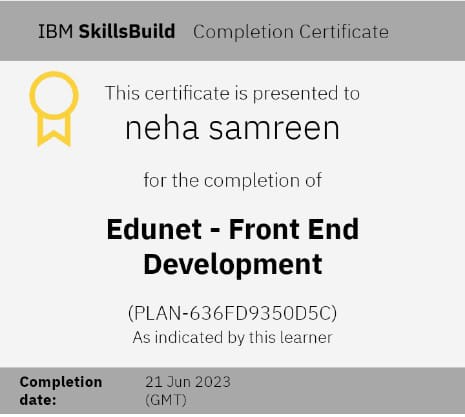 IBM SkillsBuild Completion Certificate
This certificate is presented to
neha samreen
for the completion of
Edunet - Front End
Development
(PLAN-636FD9350D5C)
As indicated by this learner
Completion date: 21 Jun 2023 (GMT)